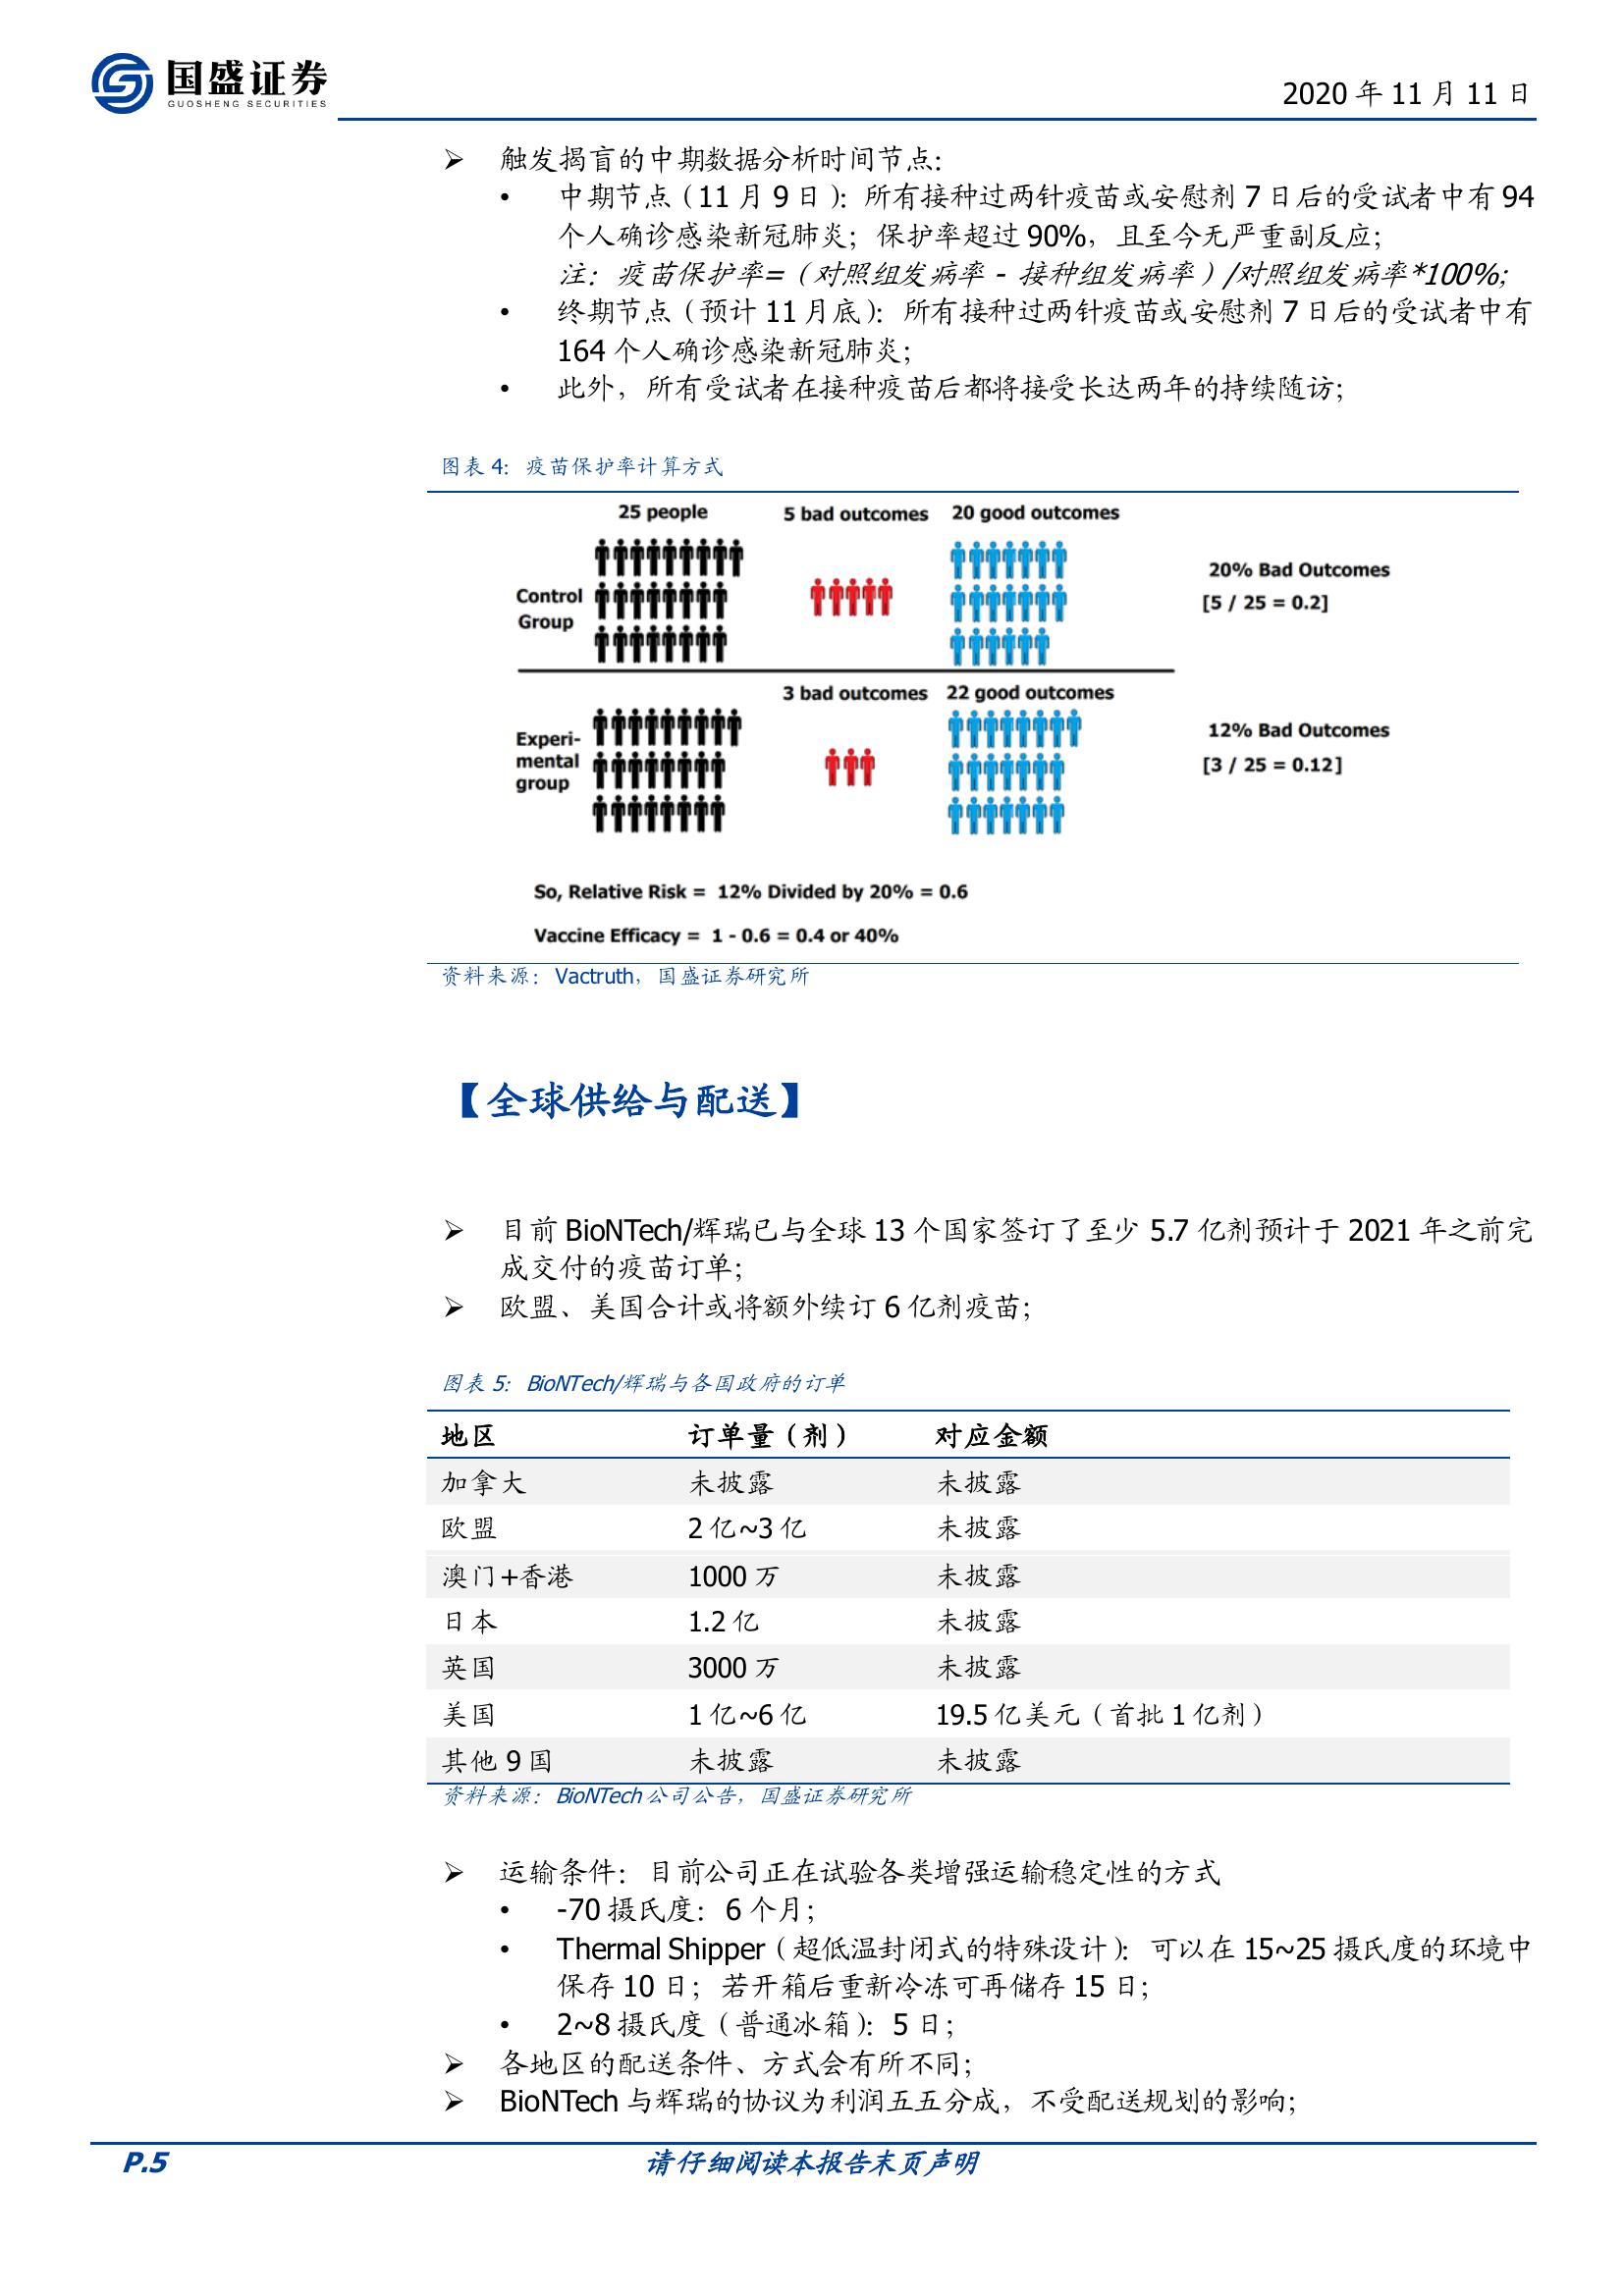 国盛证券
GUOSHENG SECURITIES
2020 年 11 月 11 日
➢ 触发揭盲的中期数据分析时间节点：
• 中期节点（11 月 9 日）：所有接种过两针疫苗或安慰剂 7 日后的受试者中有 94
个人确诊感染新冠肺炎；保护率超过 90%，且至今无严重副反应；
注：疫苗保护率=（对照组发病率 - 接种组发病率）/对照组发病率*100%;
• 终期节点（预计 11 月底）：所有接种过两针疫苗或安慰剂 7 日后的受试者中有
164 个人确诊感染新冠肺炎；
• 此外，所有受试者在接种疫苗后都将接受长达两年的持续随访；
图表 4：疫苗保护率计算方式
25 people 5 bad outcomes 20 good outcomes
Control
Group
20% Bad Outcomes
[5 / 25 = 0.2]
3 bad outcomes 22 good outcomes
Experi-
mental
group
12% Bad Outcomes
[3 / 25 = 0.12]
So, Relative Risk = 12% Divided by 20% = 0.6
Vaccine Efficacy = 1 - 0.6 = 0.4 or 40%
资料来源：Vactruth，国盛证券研究所
【全球供给与配送】
➢ 目前 BioNTech/辉瑞已与全球 13 个国家签订了至少 5.7 亿剂预计于 2021 年之前完
成交付的疫苗订单；
➢ 欧盟、美国合计或将额外续订 6 亿剂疫苗；
图表 5：BioNTech/辉瑞与各国政府的订单
地区 订单量（剂） 对应金额
加拿大 未披露 未披露
欧盟 2 亿~3 亿 未披露
澳门+香港 1000 万 未披露
日本 1.2 亿 未披露
英国 3000 万 未披露
美国 1 亿~6 亿 19.5 亿美元（首批 1 亿剂）
其他 9 国 未披露 未披露
资料来源：BioNTech 公司公告，国盛证券研究所
➢ 运输条件：目前公司正在试验各类增强运输稳定性的方式
• -70 摄氏度：6 个月；
• Thermal Shipper（超低温封闭式的特殊设计）：可以在 15~25 摄氏度的环境中
保存 10 日；若开箱后重新冷冻可再储存 15 日；
• 2~8 摄氏度（普通冰箱）：5 日；
➢ 各地区的配送条件、方式会有所不同；
➢ BioNTech 与辉瑞的协议为利润五五分成，不受配送规划的影响；
P.5 请仔细阅读本报告末页声明